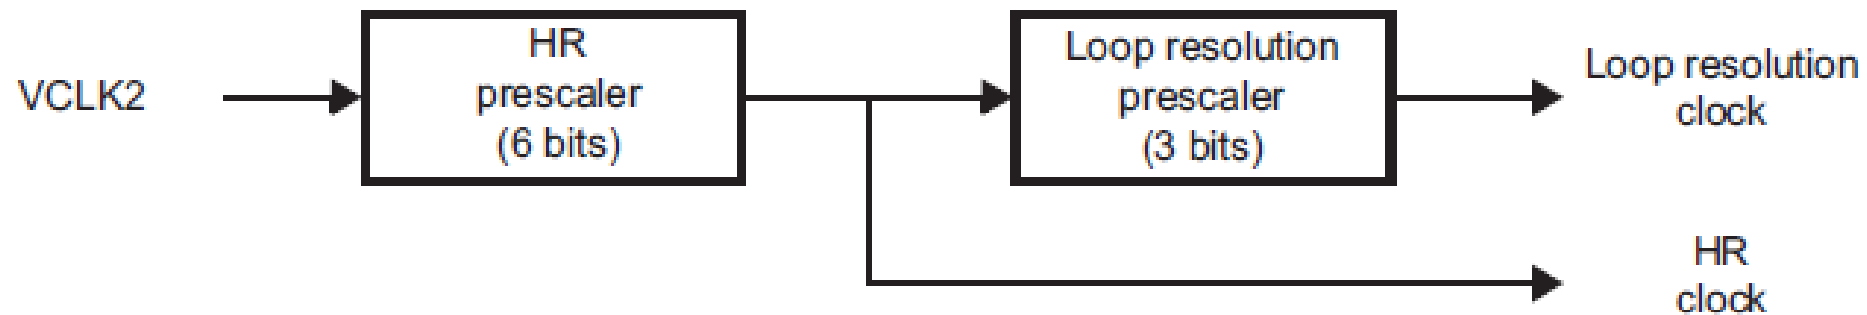 VCLK2
HR
prescaler
(6 bits)
Loop resolution
prescaler
(3 bits)
Loop resolution
clock
HR
clock